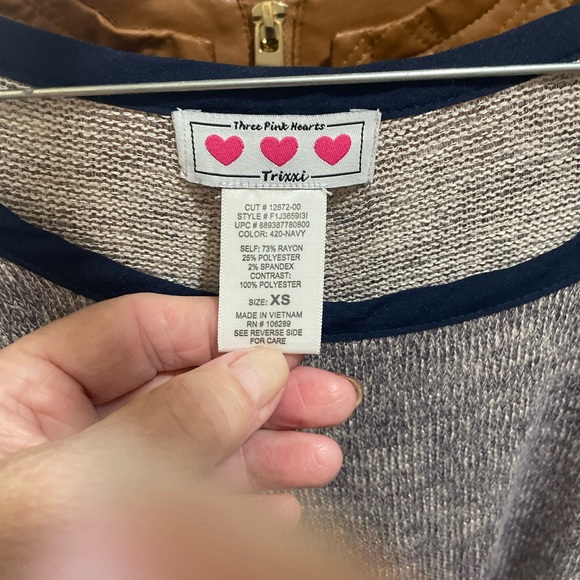 Three Pink Hearts
Trixxi
CUT # 12672-00
STYLE # F1J3659I3I
UPC # 889387780800
COLOR: 420-NAVY
SELF: 73% RAYON
25% POLYESTER
2% SPANDEX
CONTRAST:
100% POLYESTER
SIZE: XS
MADE IN VIETNAM
RN # 106289
SEE REVERSE SIDE
FOR CARE